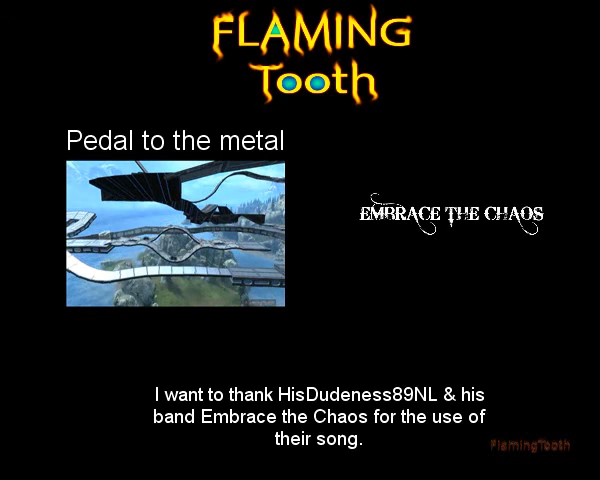 FLAMING
Tooth
Pedal to the metal
EMBRACE THE CHAOS
I want to thank HisDudeness89NL & his
band Embrace the Chaos for the use of
their song.
FlamingTooth